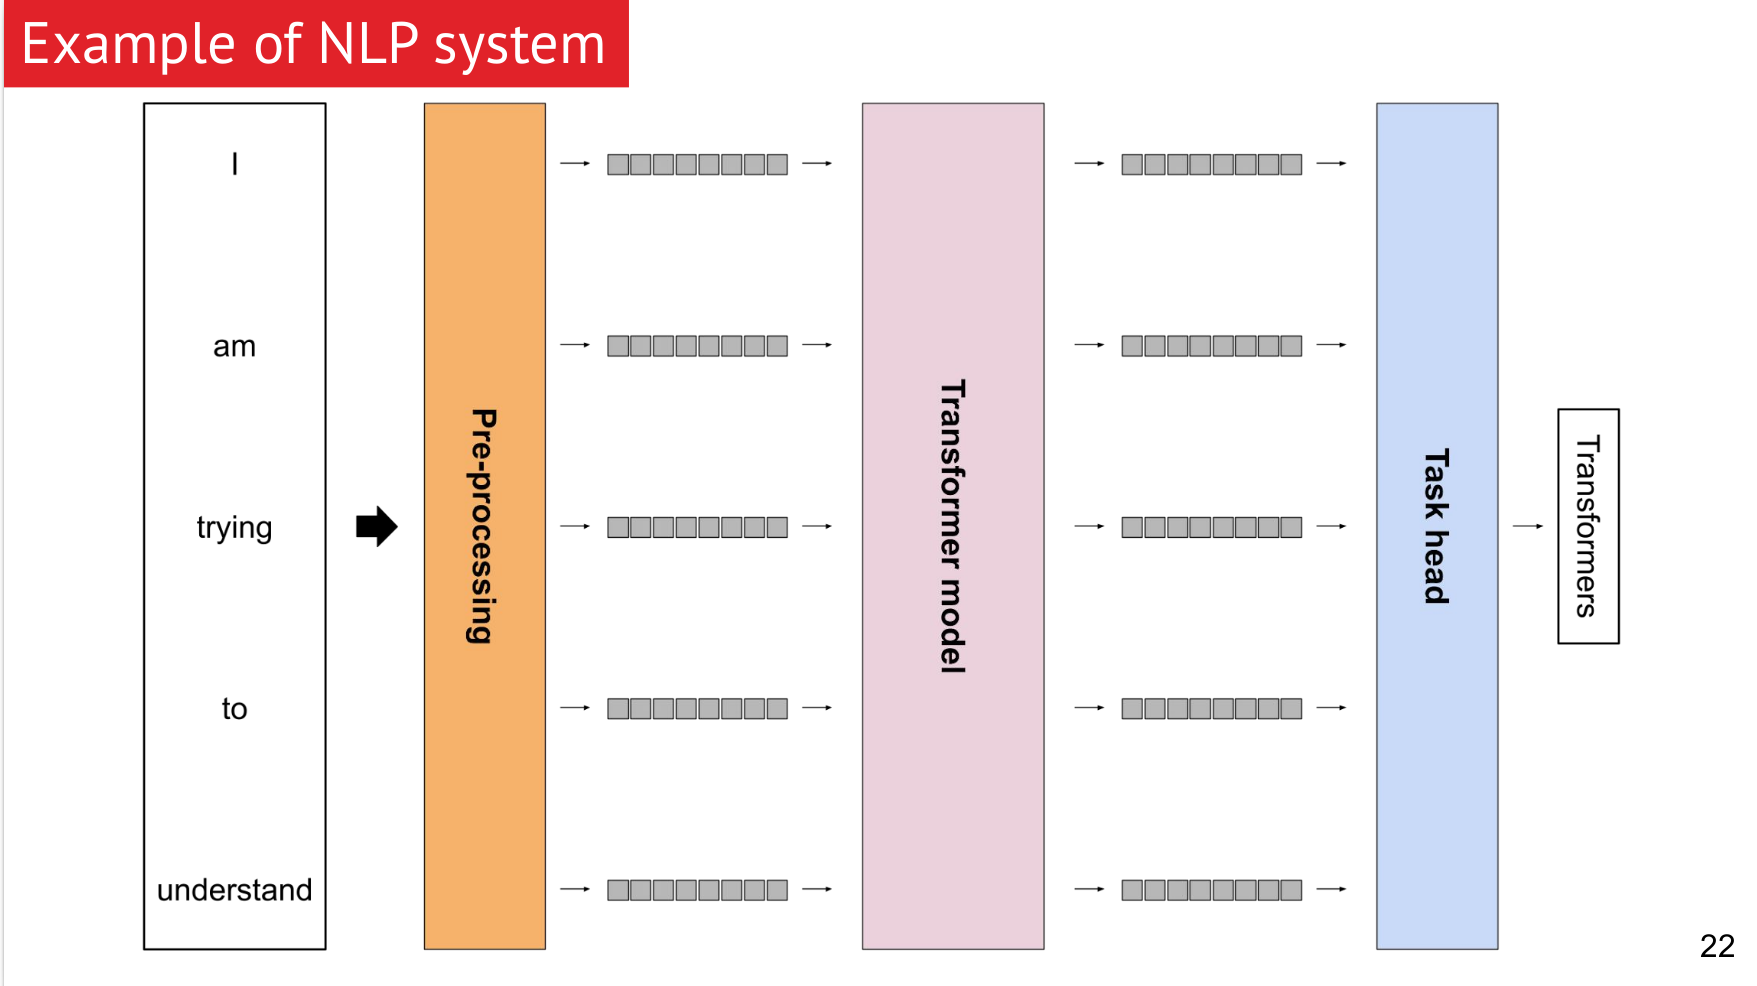 Example of NLP system
I
am
trying
to
understand
Pre-processing
Transformer model
Task head
Transformers
22